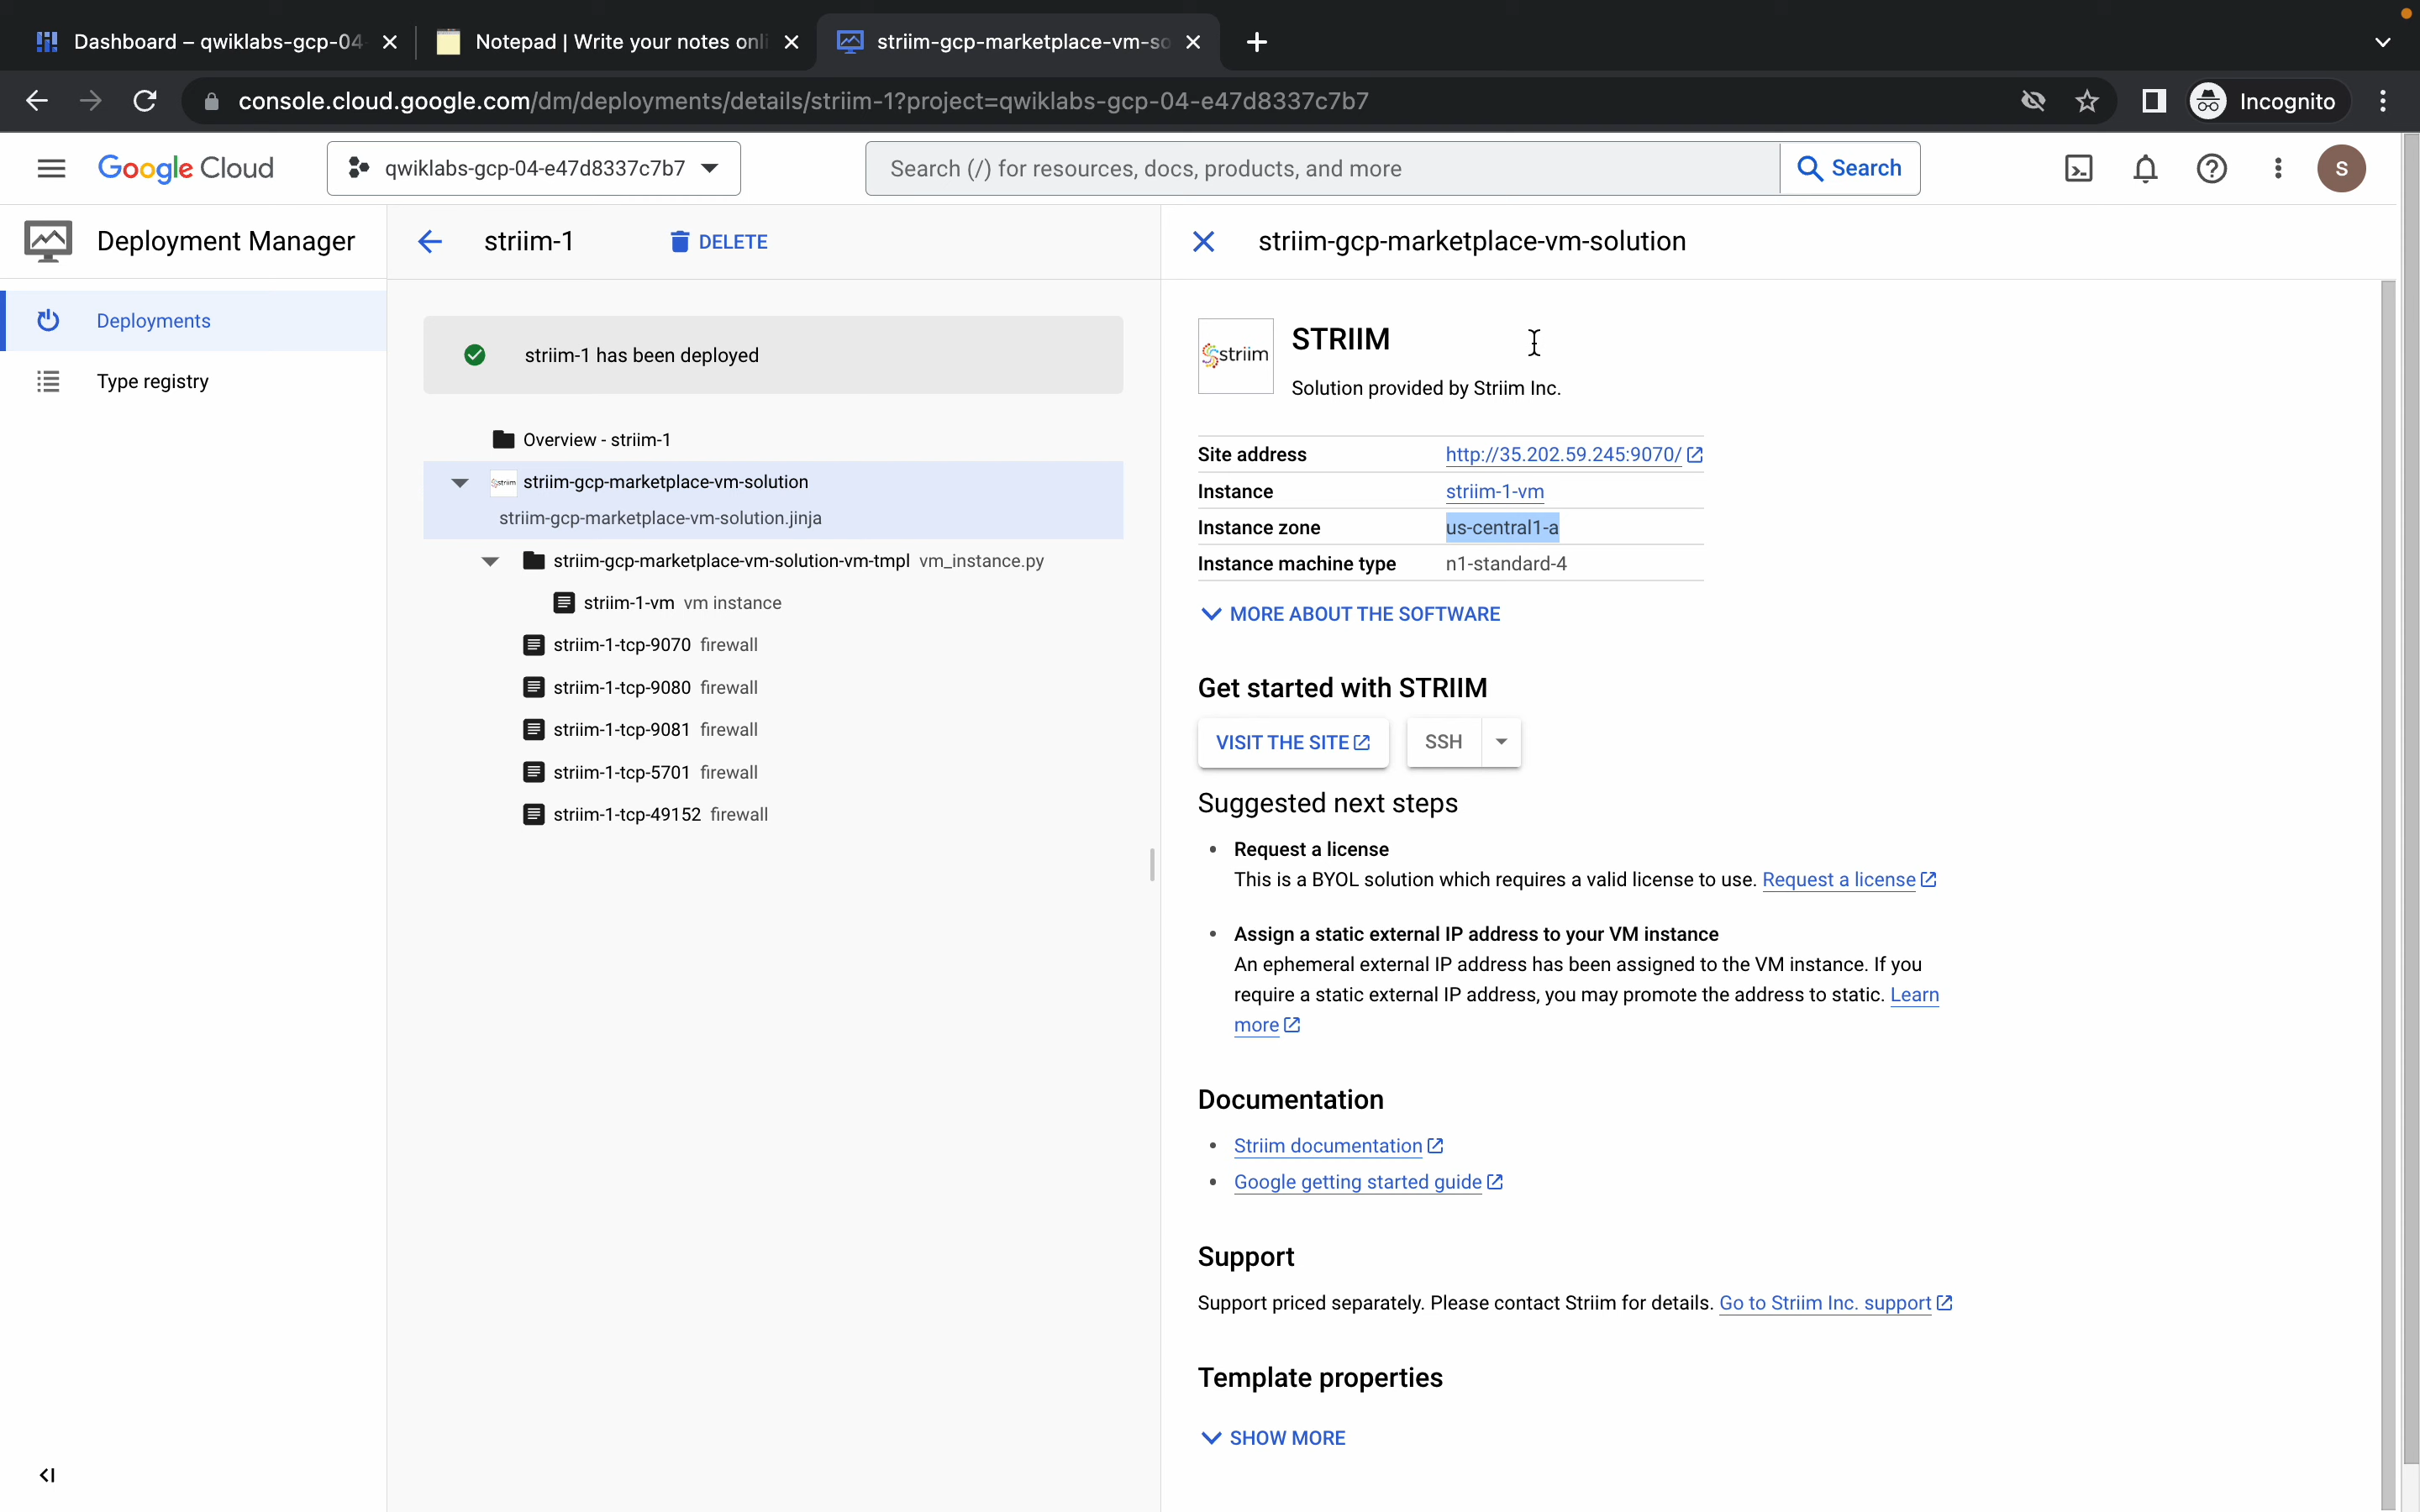 Dashboard – qwiklabs-gcp-04-
Notepad | Write your notes onli
striim-gcp-marketplace-vm-so
console.cloud.google.com/dm/deployments/details/striim-1?project=qwiklabs-gcp-04-e47d8337c7b7
Incognito
Google Cloud
qwiklabs-gcp-04-e47d8337c7b7
Search (/) for resources, docs, products, and more
Search
S
Deployment Manager
Deployments
Type registry
striim-1
DELETE
striim-1 has been deployed
Overview - striim-1
striim
striim-gcp-marketplace-vm-solution
striim-gcp-marketplace-vm-solution.jinja
striim-gcp-marketplace-vm-solution-vm-tmpl vm_instance.py
striim-1-vm vm instance
striim-1-tcp-9070 firewall
striim-1-tcp-9080 firewall
striim-1-tcp-9081 firewall
striim-1-tcp-5701 firewall
striim-1-tcp-49152 firewall
striim-gcp-marketplace-vm-solution
striim
STRIIM
Solution provided by Striim Inc.
Site address http://35.202.59.245:9070/
Instance striim-1-vm
Instance zone us-central1-a
Instance machine type n1-standard-4
MORE ABOUT THE SOFTWARE
Get started with STRIIM
VISIT THE SITE
SSH
Suggested next steps
• Request a license
This is a BYOL solution which requires a valid license to use. Request a license
• Assign a static external IP address to your VM instance
An ephemeral external IP address has been assigned to the VM instance. If you
require a static external IP address, you may promote the address to static. Learn
more
Documentation
• Striim documentation
• Google getting started guide
Support
Support priced separately. Please contact Striim for details. Go to Striim Inc. support
Template properties
SHOW MORE